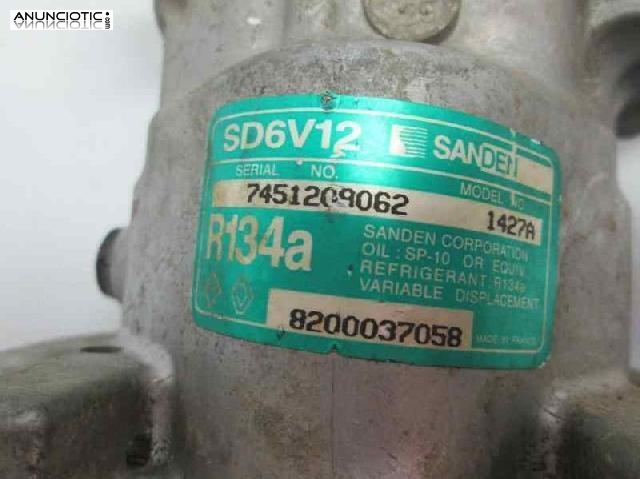 ANUNCIOTIC.com
SD6V12 SANDEN
SERIAL NO. MODEL NO
7451209062 1427A
R134a
SANDEN CORPORATION
OIL: SP-10 OR EQUIV.
REFRIGERANT: R134a
VARIABLE DISPLACEMENT
8200037058
MADE IN FRANCE